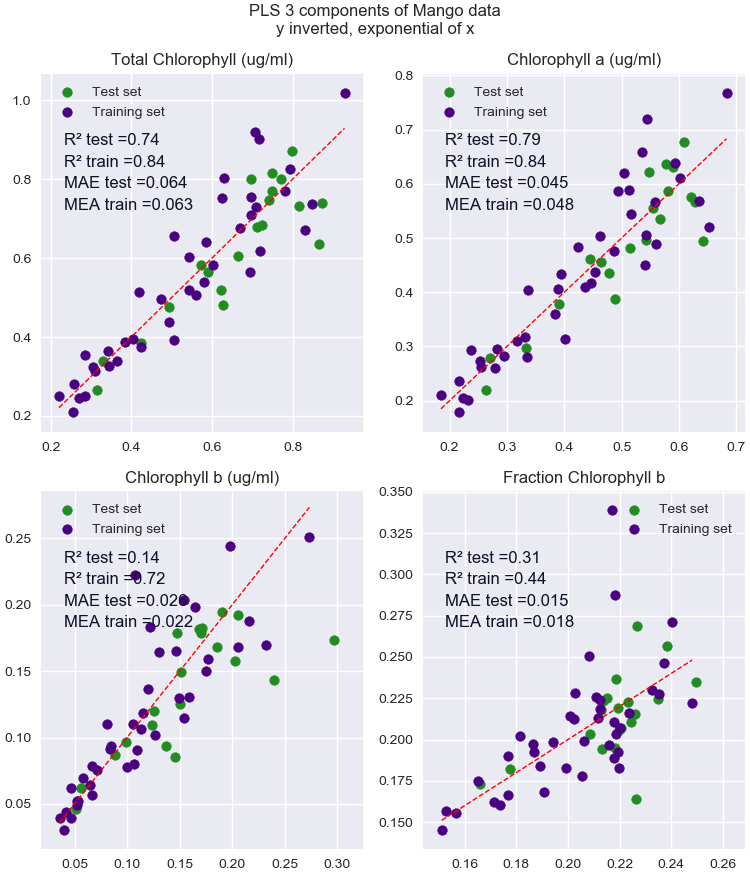 PLS 3 components of Mango data
y inverted, exponential of x
Total Chlorophyll (ug/ml)
Test set
Training set
R² test =0.74
R² train =0.84
MAE test =0.064
MEA train =0.063
1.0
0.8
0.6
0.4
0.2
0.2 0.4 0.6 0.8
Chlorophyll a (ug/ml)
Test set
Training set
R² test =0.79
R² train =0.84
MAE test =0.045
MEA train =0.048
0.8
0.7
0.6
0.5
0.4
0.3
0.2
0.2 0.3 0.4 0.5 0.6 0.7
Chlorophyll b (ug/ml)
Test set
Training set
R² test =0.14
R² train =0.72
MAE test =0.020
MEA train =0.022
0.25
0.20
0.15
0.10
0.05
0.05 0.10 0.15 0.20 0.25 0.30
Fraction Chlorophyll b
Test set
Training set
R² test =0.31
R² train =0.44
MAE test =0.015
MEA train =0.018
0.350
0.325
0.300
0.275
0.250
0.225
0.200
0.175
0.150
0.16 0.18 0.20 0.22 0.24 0.26